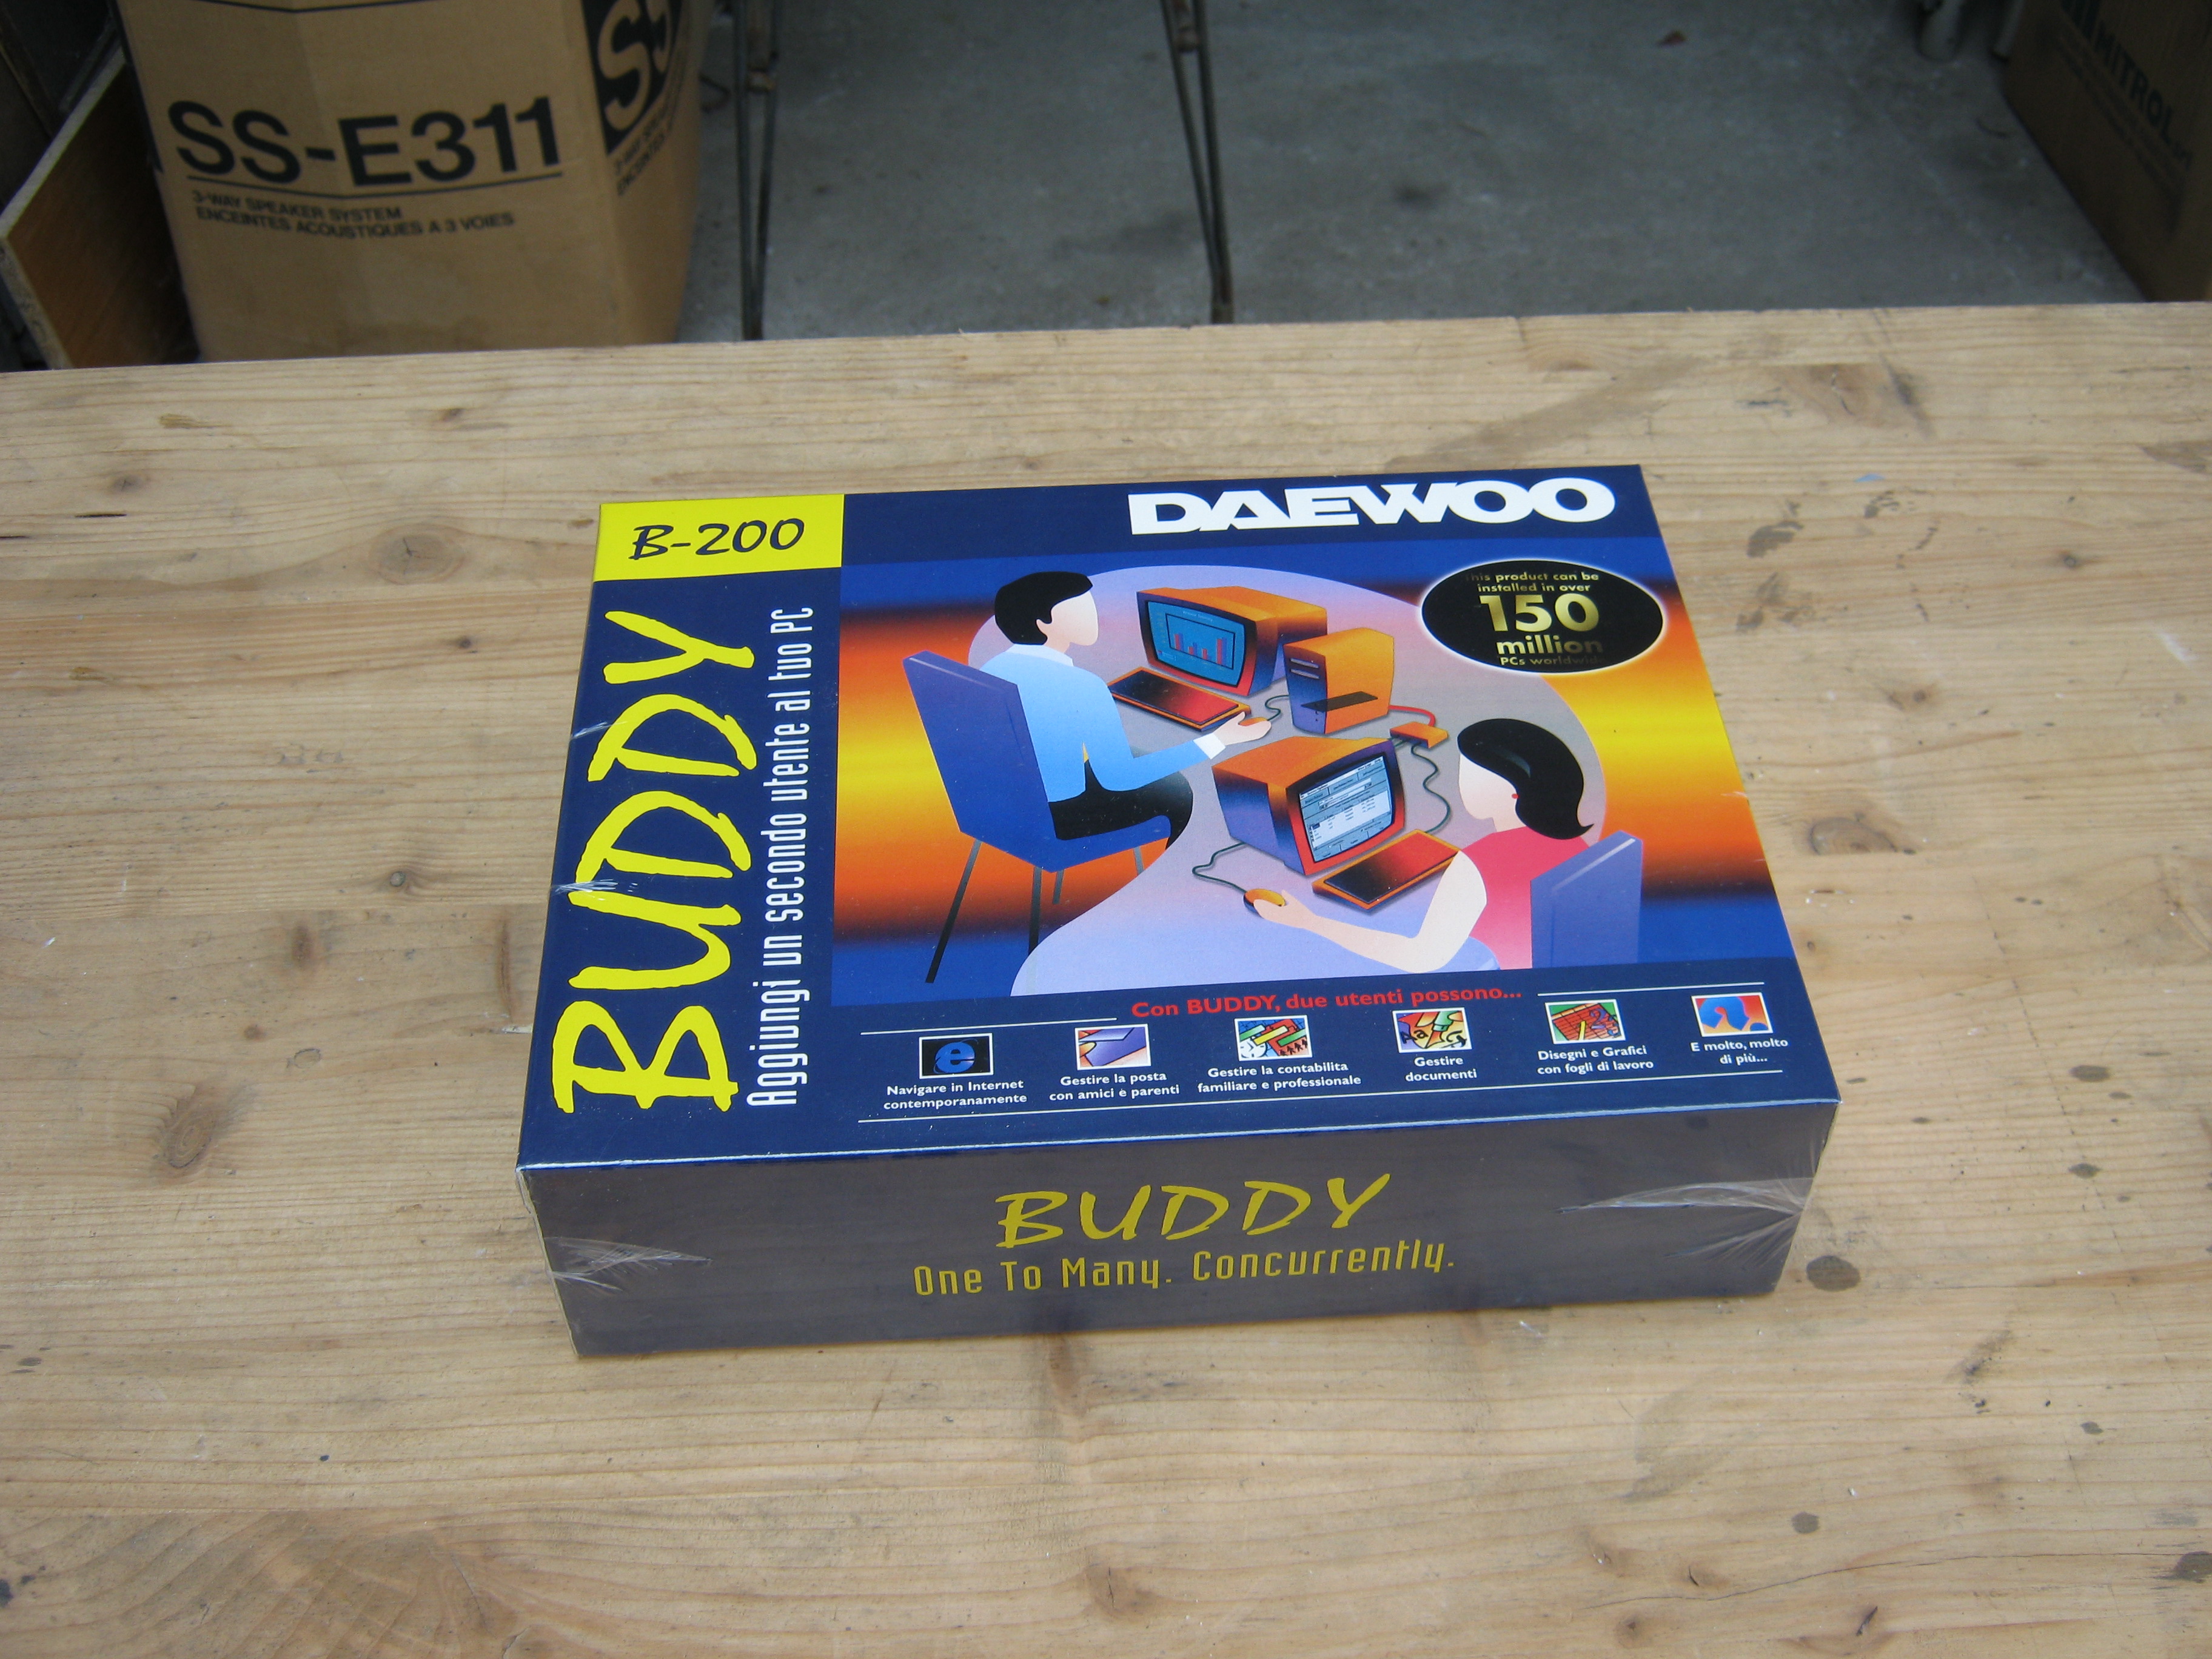 SS-E311
3-WAY SPEAKER SYSTEM
ENCEINTES ACOUSTIQUES A 3 VOIES
B-200
DAEWOO
BUDDY
Aggiungi un secondo utente al tuo PC
This product can be
installed in over
150
million
PCs worldwide
Con BUDDY, due utenti possono...
Navigare in Internet
contemporanamente
Gestire la posta
con amici e parenti
Gestire la contabilita
familiare e professionale
Gestire
documenti
Disegni e Grafici
con fogli di lavoro
E molto, molto
di più...
BUDDY
One To Many. Concurrently.